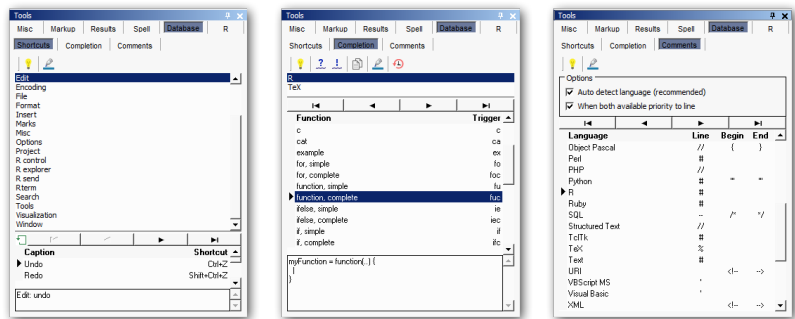 Tools
Misc Markup Results Spell Database R
Shortcuts Completion Comments
Edit
Encoding
File
Format
Insert
Marks
Misc
Options
Project
R control
R explorer
R send
Rterm
Search
Tools
Visualization
Window
Caption Shortcut
Undo Ctrl+Z
Redo Shift+Ctrl+Z
Edit: undo
Tools
Misc Markup Results Spell Database R
Shortcuts Completion Comments
R
TeX
Function Trigger
c c
cat ca
example ex
for, simple fo
for, complete foc
function, simple fu
function, complete fuc
ifelse, simple ie
ifelse, complete iec
if, simple if
if, complete ifc
myFunction = function(..) {
}
}
Tools
Misc Markup Results Spell Database R
Shortcuts Completion Comments
Options
Auto detect language (recommended)
When both available priority to line
Language Line Begin End
Object Pascal // { }
Perl #
PHP //
Python # ''' '''
R #
Ruby #
SQL -- /* */
Structured Text //
TclTk #
TeX %
Text #
URI <!-- -->
VBScript MS '
Visual Basic '
XML <!-- -->